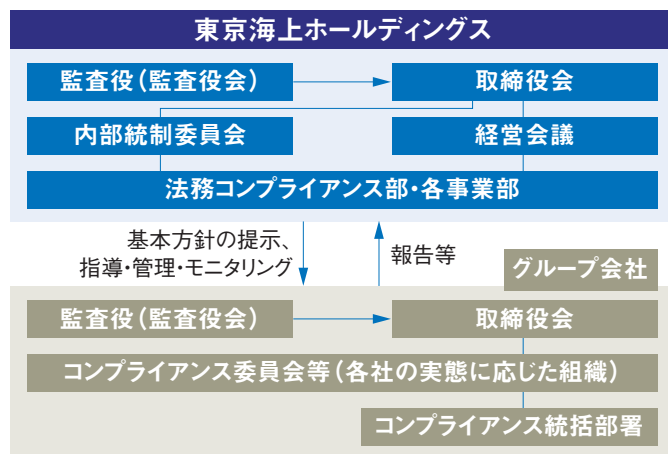 東京海上ホールディングス
監査役（監査役会）
取締役会
内部統制委員会
経営会議
法務コンプライアンス部・各事業部
基本方針の提示、
指導・管理・モニタリング
報告等
グループ会社
監査役（監査役会）
取締役会
コンプライアンス委員会等（各社の実態に応じた組織）
コンプライアンス統括部署